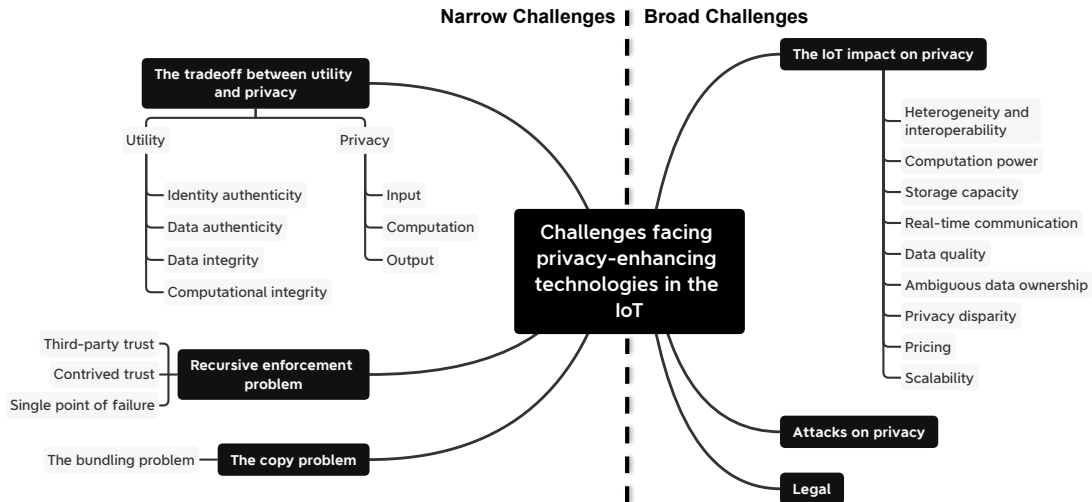 Narrow Challenges
Broad Challenges
The tradeoff between utility
and privacy
Utility
Privacy
Identity authenticity
Data authenticity
Data integrity
Computational integrity
Input
Computation
Output
Recursive enforcement
problem
Third-party trust
Contrived trust
Single point of failure
The copy problem
The bundling problem
Challenges facing
privacy-enhancing
technologies in the
IoT
The IoT impact on privacy
Heterogeneity and
interoperability
Computation power
Storage capacity
Real-time communication
Data quality
Ambiguous data ownership
Privacy disparity
Pricing
Scalability
Attacks on privacy
Legal